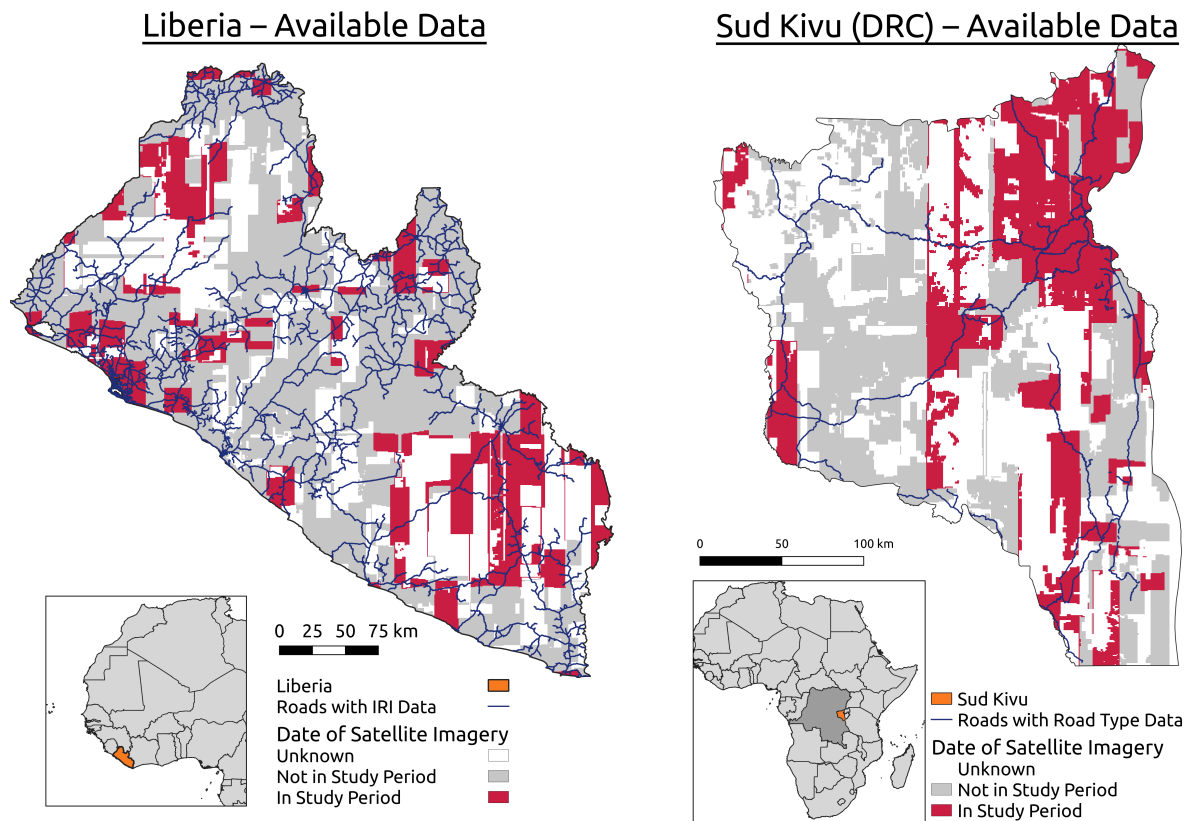 Liberia – Available Data
0 25 50 75 km
Liberia
Roads with IRI Data
Date of Satellite Imagery
Unknown
Not in Study Period
In Study Period
Sud Kivu (DRC) – Available Data
0 50 100 km
Sud Kivu
Roads with Road Type Data
Date of Satellite Imagery
Unknown
Not in Study Period
In Study Period